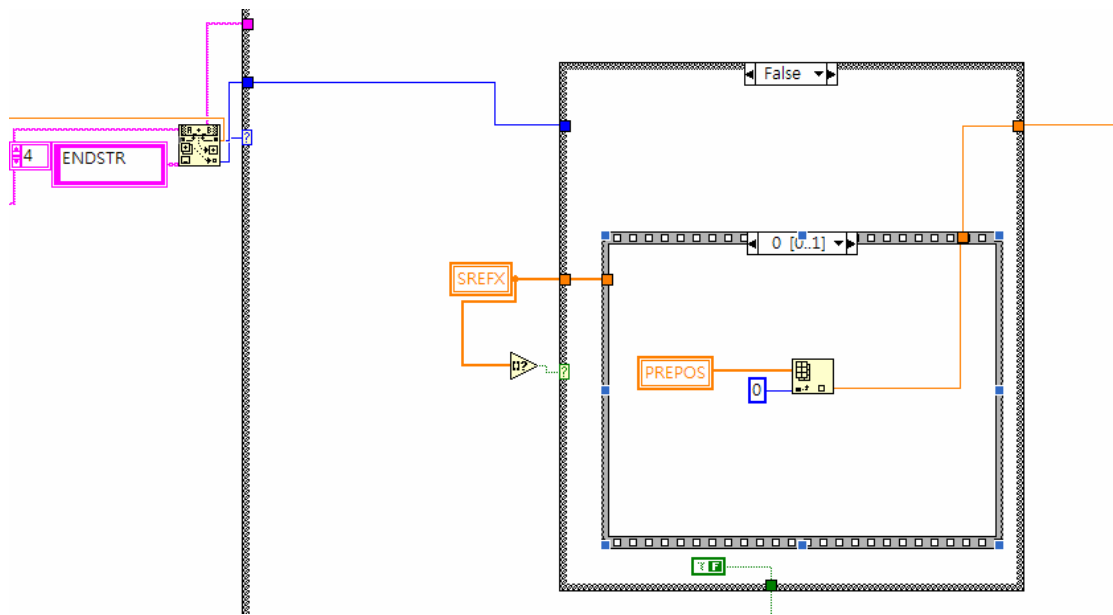 False
4
ENDSTR
?
0 [0..1]
SREFX
[]?
?
PREPOS
0
F